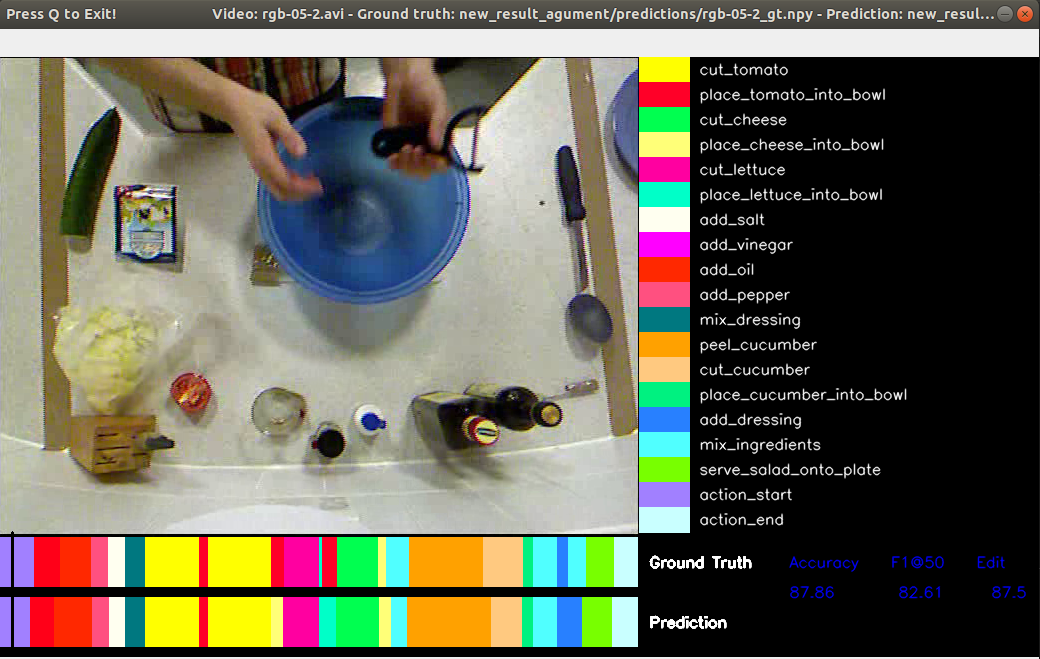 Press Q to Exit!
Video: rgb-05-2.avi - Ground truth: new_result_agument/predictions/rgb-05-2_gt.npy - Prediction: new_resul...
cut_tomato
place_tomato_into_bowl
cut_cheese
place_cheese_into_bowl
cut_lettuce
place_lettuce_into_bowl
add_salt
add_vinegar
add_oil
add_pepper
mix_dressing
peel_cucumber
cut_cucumber
place_cucumber_into_bowl
add_dressing
mix_ingredients
serve_salad_onto_plate
action_start
action_end
Ground Truth Accuracy F1@50 Edit
87.86 82.61 87.5
Prediction